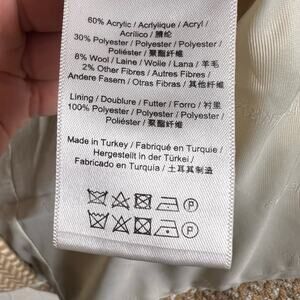 60% Acrylic / Acrylique / Acryl /
Acrílico / 腈纶
30% Polyester / Polyester / Polyester /
Poliéster / 聚酯纤维
8% Wool / Laine / Wolle / Lana / 羊毛
2% Other Fibres / Autres Fibres /
Andere Fasern / Otras Fibras / 其他纤维
Lining / Doublure / Futter / Forro / 衬里
100% Polyester / Polyester / Polyester /
Poliéster / 聚酯纤维
Made in Turkey / Fabriqué en Turquie /
Hergestellt in der Türkei /
Fabricado en Turquía / 土耳其制造
P
P